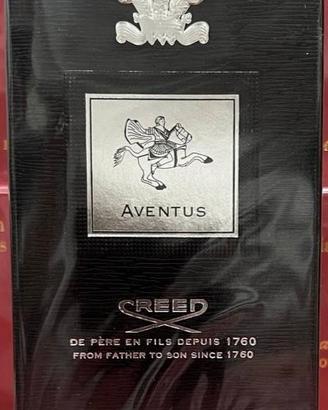 AVENTUS
CREED
DE PÈRE EN FILS DEPUIS 1760
FROM FATHER TO SON SINCE 1760